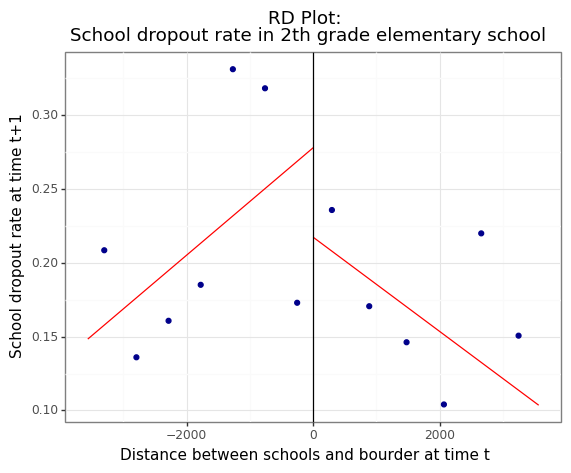 RD Plot:
School dropout rate in 2th grade elementary school
School dropout rate at time t+1
0.30
0.25
0.20
0.15
0.10
−2000
0
2000
Distance between schools and bourder at time t